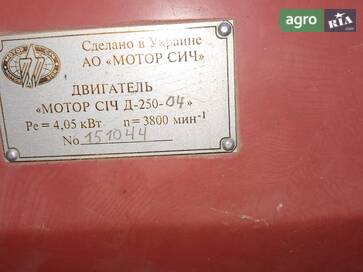 agro RIA.com
Сделано в Украине
АО «МОТОР СИЧ»
ДВИГАТЕЛЬ
«МОТОР СІЧ Д-250-04»
Pe = 4,05 кВт n = 3800 мин⁻¹
No 151044